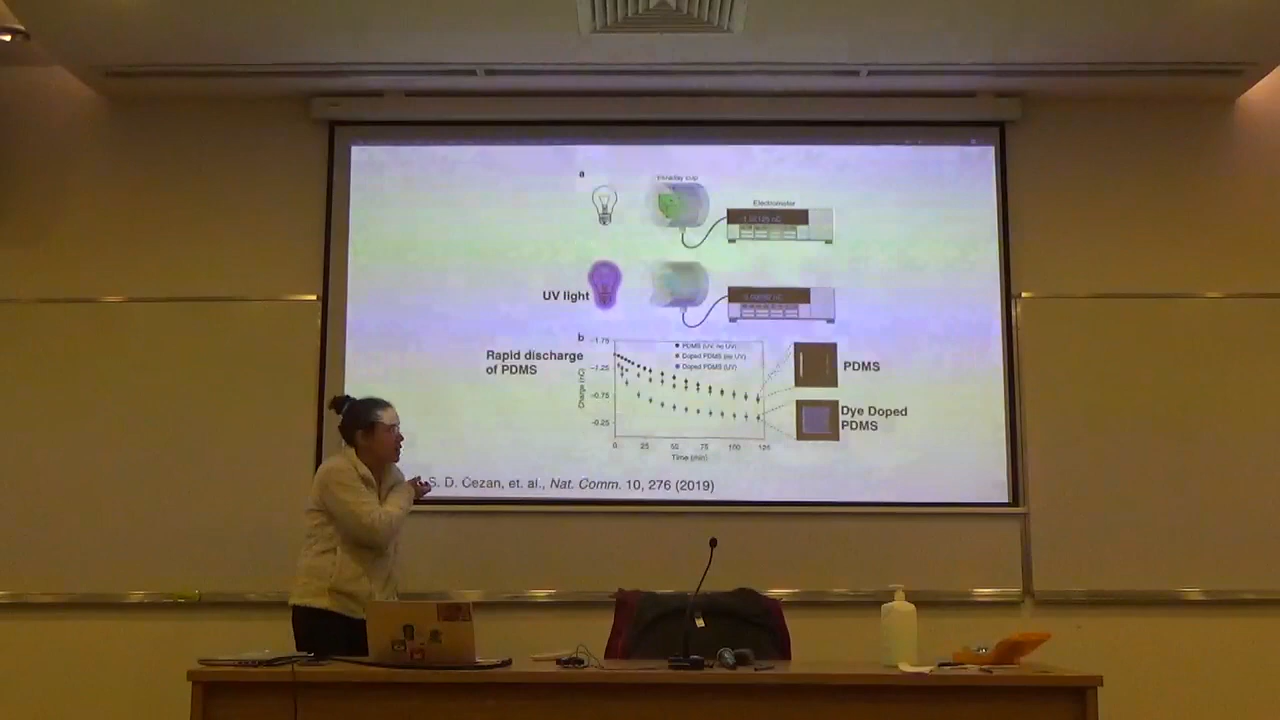 a
Faraday cup
Electrometer
UV light
b
Rapid discharge
of PDMS
-1.75
-1.25
-0.75
-0.25
Charge (nC)
PDMS (UV, no UV)
Doped PDMS (no UV)
Doped PDMS (UV)
0 25 50 75 100 125
Time (min)
PDMS
Dye Doped
PDMS
S. D. Cezan, et. al., Nat. Comm. 10, 276 (2019)